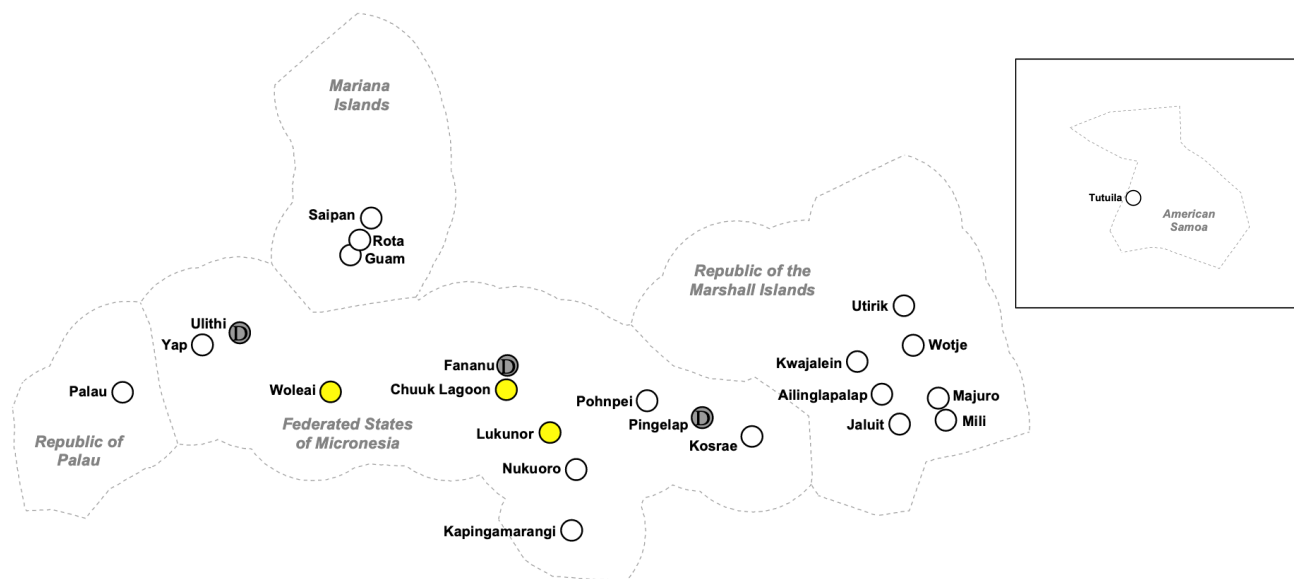 Mariana
Islands
Saipan
Rota
Guam
Tutuila
American
Samoa
Republic of the
Marshall Islands
Utirik
Wotje
Kwajalein
Ailinglapalap
Majuro
Jaluit
Mili
Ulithi
D
Yap
Palau
Republic of
Palau
Woleai
Fananu
D
Chuuk Lagoon
Federated States
of Micronesia
Lukunor
Pohnpei
Pingelap
D
Kosrae
Nukuoro
Kapingamarangi